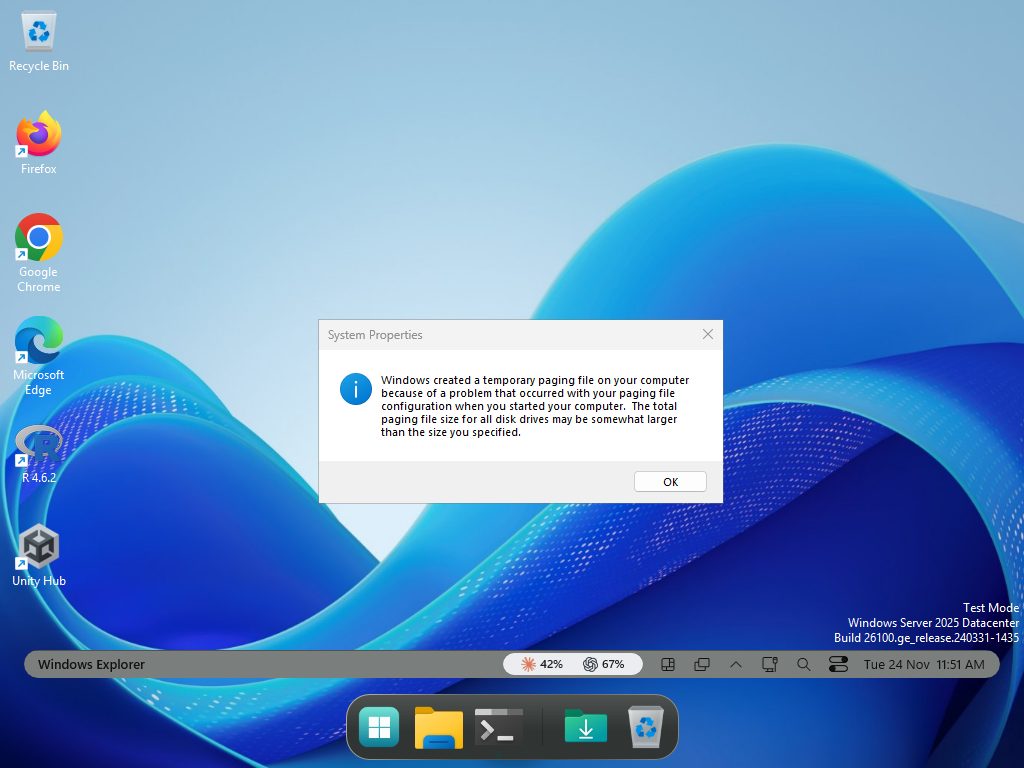 Recycle Bin
Firefox
Google
Chrome
Microsoft
Edge
R 4.6.2
Unity Hub
System Properties
Windows created a temporary paging file on your computer
because of a problem that occurred with your paging file
configuration when you started your computer.  The total
paging file size for all disk drives may be somewhat larger
than the size you specified.
OK
Test Mode
Windows Server 2025 Datacenter
Build 26100.ge_release.240331-1435
Windows Explorer
42%
67%
Tue 24 Nov 11:51 AM